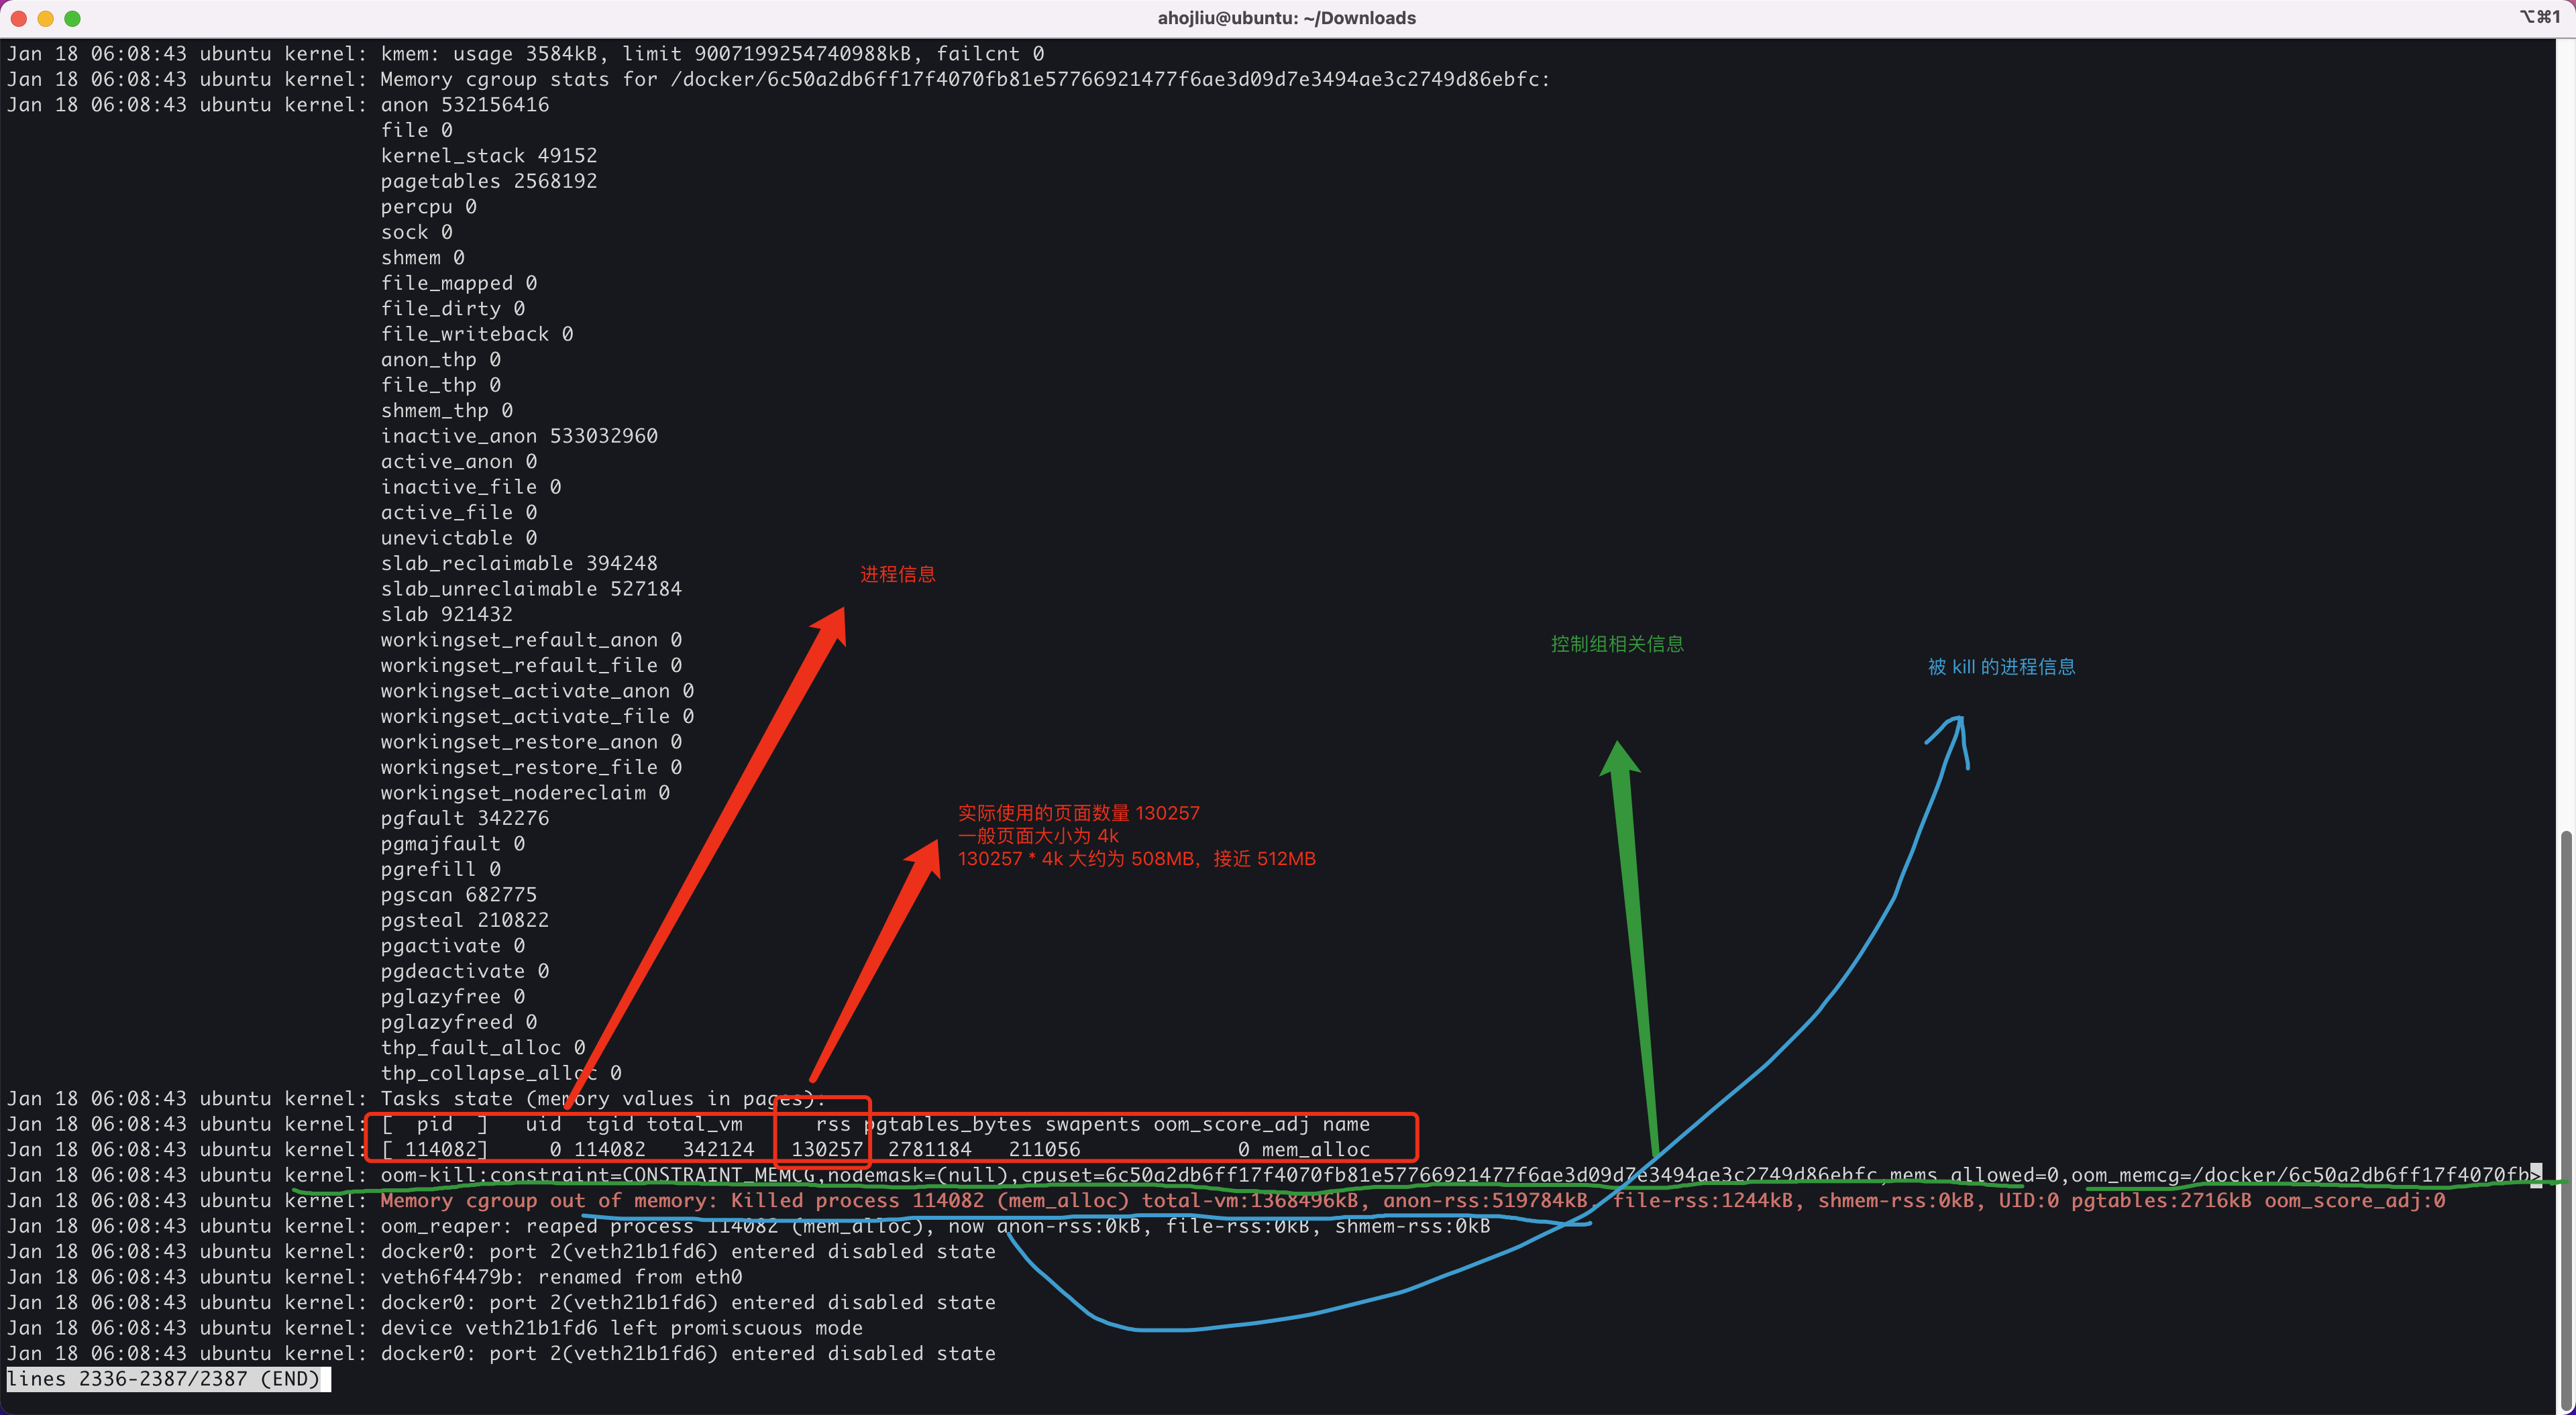 ahojliu@ubuntu: ~/Downloads
⌥⌘1
Jan 18 06:08:43 ubuntu kernel: kmem: usage 3584kB, limit 9007199254740988kB, failcnt 0
Jan 18 06:08:43 ubuntu kernel: Memory cgroup stats for /docker/6c50a2db6ff17f4070fb81e57766921477f6ae3d09d7e3494ae3c2749d86ebfc:
Jan 18 06:08:43 ubuntu kernel: anon 532156416
file 0
kernel_stack 49152
pagetables 2568192
percpu 0
sock 0
shmem 0
file_mapped 0
file_dirty 0
file_writeback 0
anon_thp 0
file_thp 0
shmem_thp 0
inactive_anon 533032960
active_anon 0
inactive_file 0
active_file 0
unevictable 0
slab_reclaimable 394248
slab_unreclaimable 527184
slab 921432
workingset_refault_anon 0
workingset_refault_file 0
workingset_activate_anon 0
workingset_activate_file 0
workingset_restore_anon 0
workingset_restore_file 0
workingset_nodereclaim 0
pgfault 342276
pgmajfault 0
pgrefill 0
pgscan 682775
pgsteal 210822
pgactivate 0
pgdeactivate 0
pglazyfree 0
pglazyfreed 0
thp_fault_alloc 0
thp_collapse_alloc 0
进程信息
控制组相关信息
被 kill 的进程信息
实际使用的页面数量 130257
一般页面大小为 4k
130257 * 4k 大约为 508MB，接近 512MB
Jan 18 06:08:43 ubuntu kernel: Tasks state (memory values in pages):
Jan 18 06:08:43 ubuntu kernel: [  pid  ]   uid  tgid total_vm      rss pgtables_bytes swapents oom_score_adj name
Jan 18 06:08:43 ubuntu kernel: [ 114082]     0 114082   342124   130257  2781184   211056             0 mem_alloc
Jan 18 06:08:43 ubuntu kernel: oom-kill:constraint=CONSTRAINT_MEMCG,nodemask=(null),cpuset=6c50a2db6ff17f4070fb81e57766921477f6ae3d09d7e3494ae3c2749d86ebfc,mems_allowed=0,oom_memcg=/docker/6c50a2db6ff17f4070fb>
Jan 18 06:08:43 ubuntu kernel: Memory cgroup out of memory: Killed process 114082 (mem_alloc) total-vm:1368496kB, anon-rss:519784kB, file-rss:1244kB, shmem-rss:0kB, UID:0 pgtables:2716kB oom_score_adj:0
Jan 18 06:08:43 ubuntu kernel: oom_reaper: reaped process 114082 (mem_alloc), now anon-rss:0kB, file-rss:0kB, shmem-rss:0kB
Jan 18 06:08:43 ubuntu kernel: docker0: port 2(veth21b1fd6) entered disabled state
Jan 18 06:08:43 ubuntu kernel: veth6f4479b: renamed from eth0
Jan 18 06:08:43 ubuntu kernel: docker0: port 2(veth21b1fd6) entered disabled state
Jan 18 06:08:43 ubuntu kernel: device veth21b1fd6 left promiscuous mode
Jan 18 06:08:43 ubuntu kernel: docker0: port 2(veth21b1fd6) entered disabled state
lines 2336-2387/2387 (END)